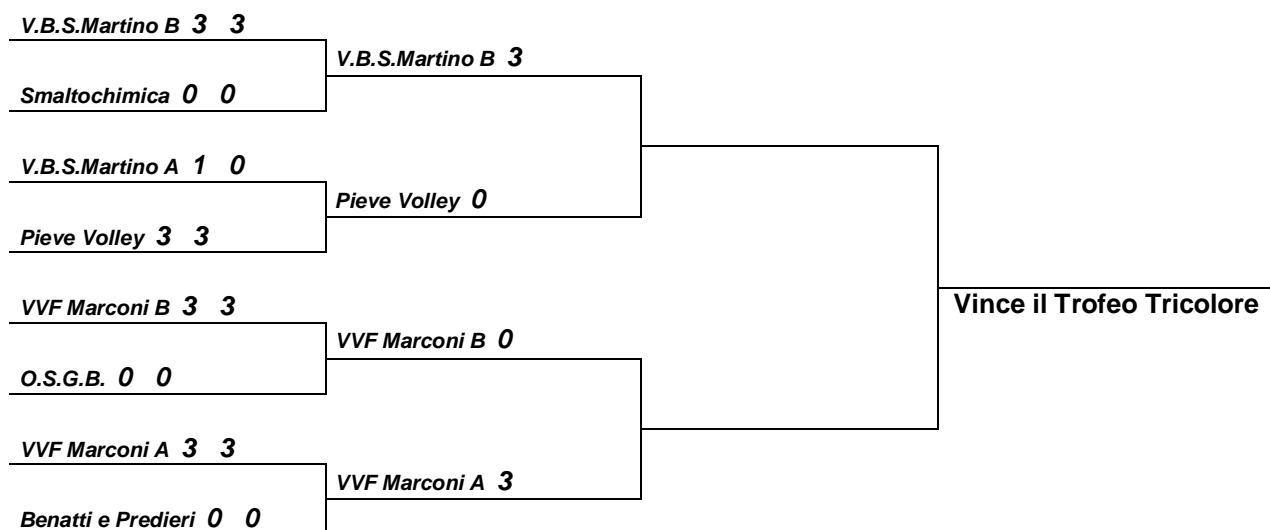 V.B.S.Martino B 3 3
V.B.S.Martino B 3
Smaltochimica 0 0
V.B.S.Martino A 1 0
Pieve Volley 0
Pieve Volley 3 3
VVF Marconi B 3 3
Vince il Trofeo Tricolore
VVF Marconi B 0
O.S.G.B. 0 0
VVF Marconi A 3 3
VVF Marconi A 3
Benatti e Predieri 0 0